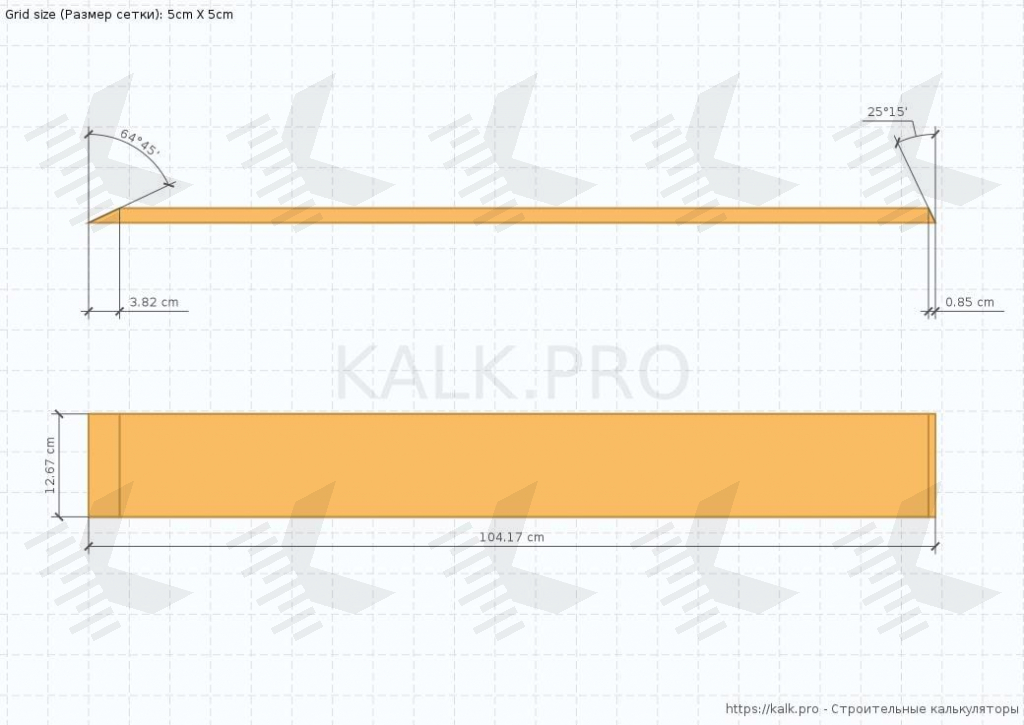 Grid size (Размер сетки): 5cm X 5cm
64°45'
25°15'
3.82 cm
0.85 cm
KALK.PRO
12.67 cm
104.17 cm
https://kalk.pro - Строительные калькуляторы